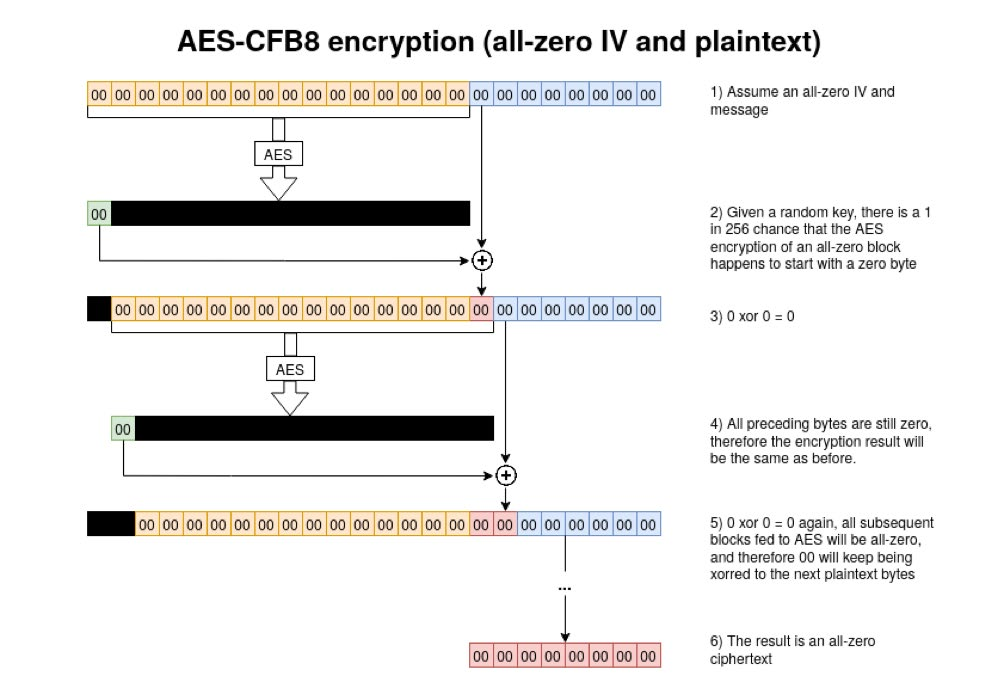 AES-CFB8 encryption (all-zero IV and plaintext)
00 00 00 00 00 00 00 00 00 00 00 00 00 00 00 00 00 00 00 00 00 00 00 00
1) Assume an all-zero IV and
message
AES
00
2) Given a random key, there is a 1
in 256 chance that the AES
encryption of an all-zero block
happens to start with a zero byte
+
00 00 00 00 00 00 00 00 00 00 00 00 00 00 00 00 00 00 00 00 00 00 00
3) 0 xor 0 = 0
AES
00
4) All preceding bytes are still zero,
therefore the encryption result will
be the same as before.
+
00 00 00 00 00 00 00 00 00 00 00 00 00 00 00 00 00 00 00 00 00 00
5) 0 xor 0 = 0 again, all subsequent
blocks fed to AES will be all-zero,
and therefore 00 will keep being
xorred to the next plaintext bytes
...
00 00 00 00 00 00 00 00
6) The result is an all-zero
ciphertext